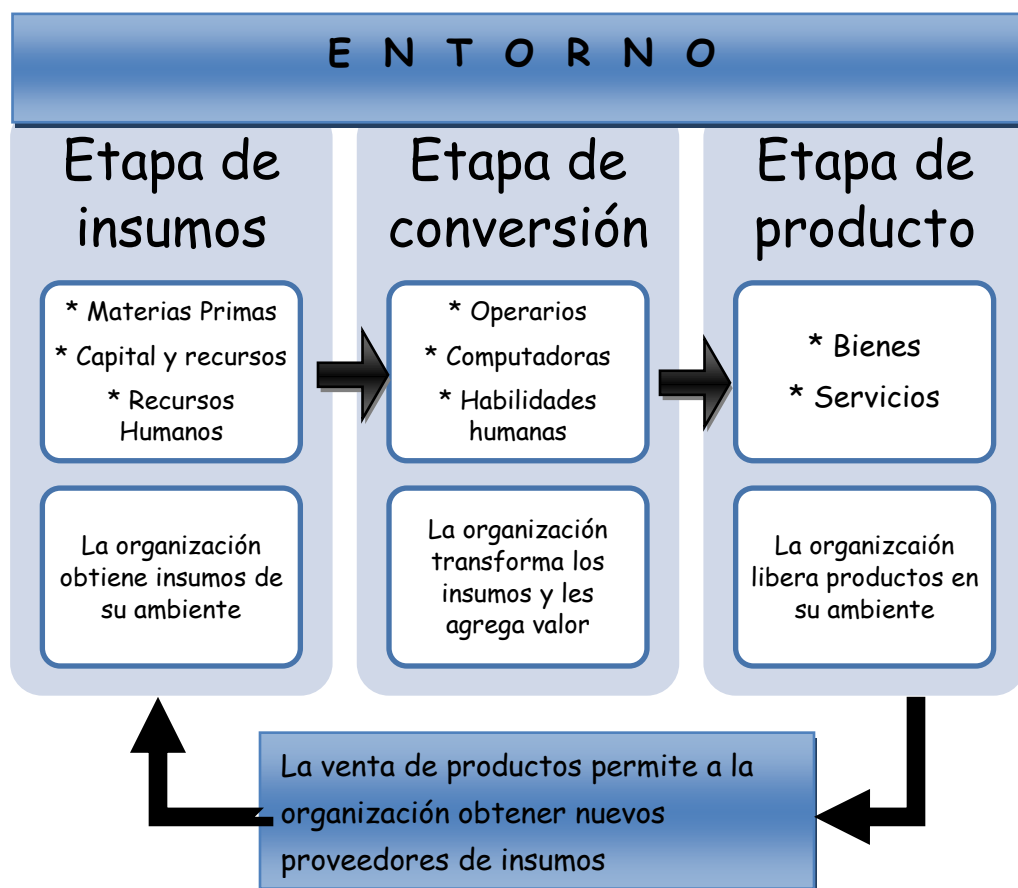 E N T O R N O
Etapa de
insumos
* Materias Primas
* Capital y recursos
* Recursos
Humanos
La organización
obtiene insumos de
su ambiente
Etapa de
conversión
* Operarios
* Computadoras
* Habilidades
humanas
La organización
transforma los
insumos y les
agrega valor
Etapa de
producto
* Bienes
* Servicios
La organizcaión
libera productos en
su ambiente
La venta de productos permite a la
organización obtener nuevos
proveedores de insumos